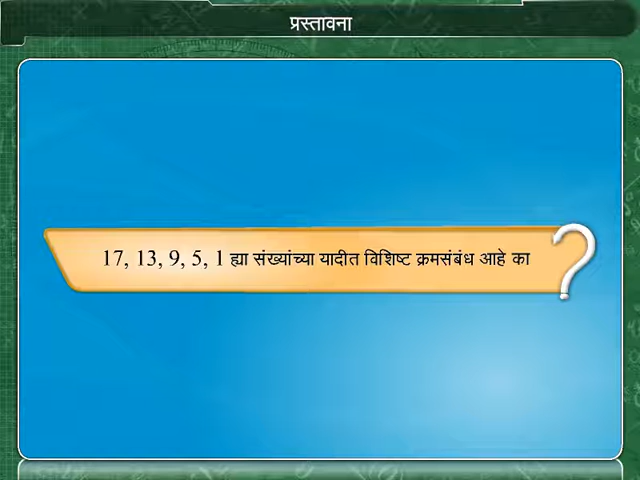 प्रस्तावना
17, 13, 9, 5, 1 ह्या संख्यांच्या यादीत विशिष्ट क्रमसंबंध आहे का ?